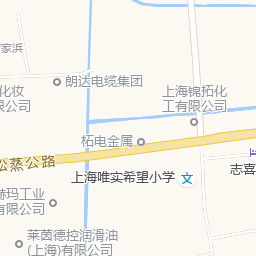 家浜
化妆
限公司
朗达电缆集团
上海锦拓化
工有限公司
柘电金属
公蒸公路
上海唯实希望小学
文
志喜
赫玛工业
有限公司
莱茵德控润滑油
(上海)有限公司